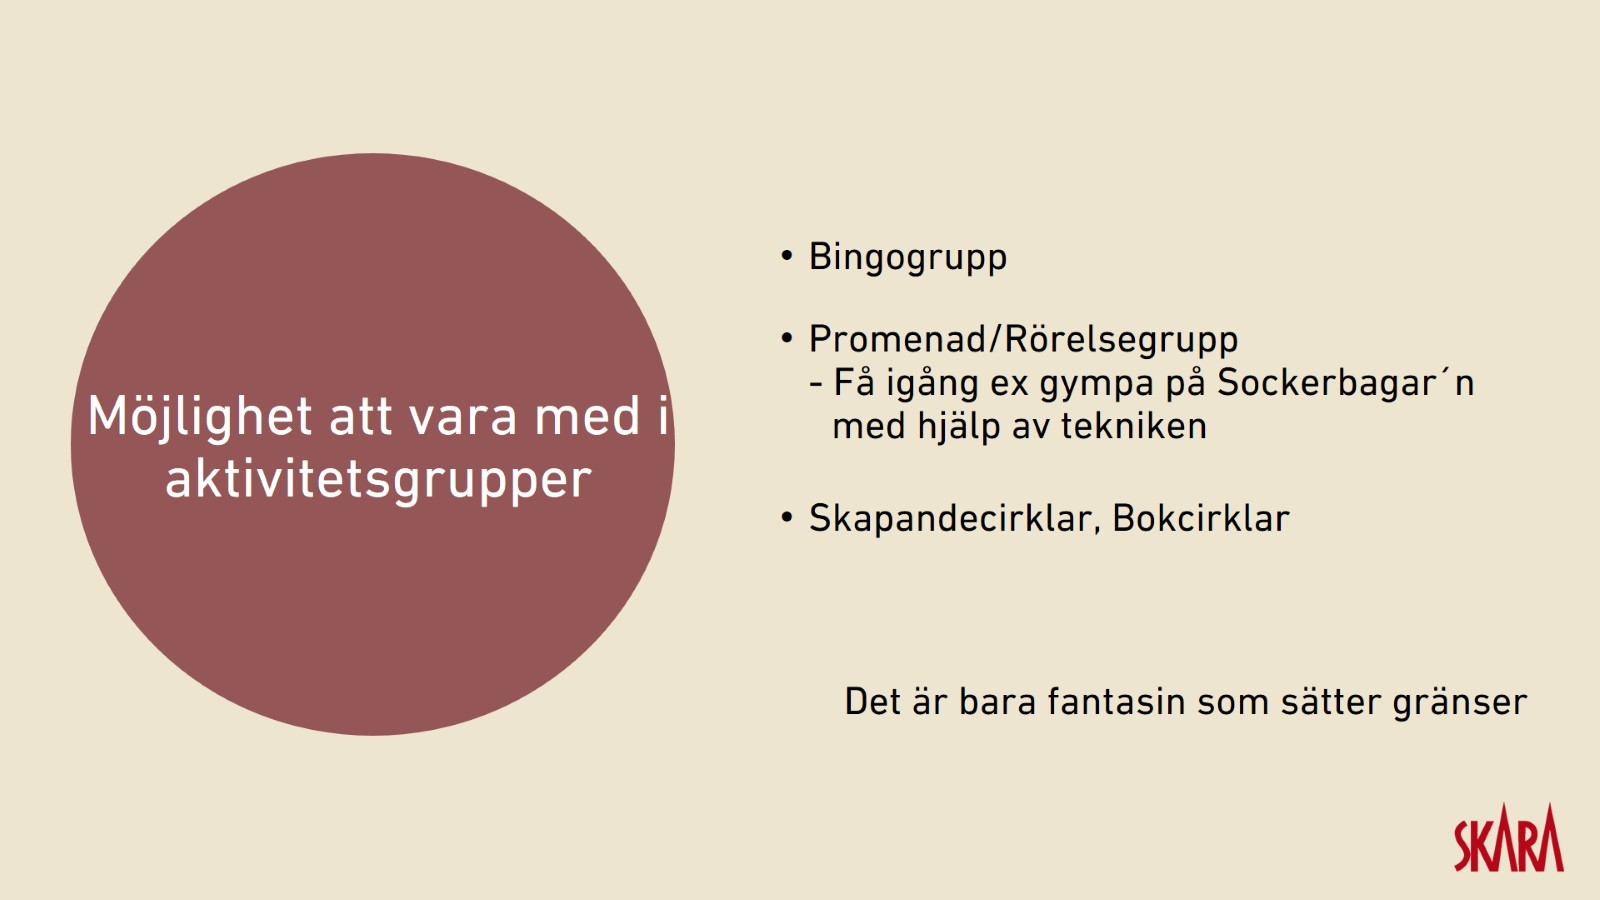 Möjlighet att vara med i
aktivitetsgrupper
• Bingogrupp
• Promenad/Rörelsegrupp
- Få igång ex gympa på Sockerbagar´n
med hjälp av tekniken
• Skapandecirklar, Bokcirklar
Det är bara fantasin som sätter gränser
SKARA